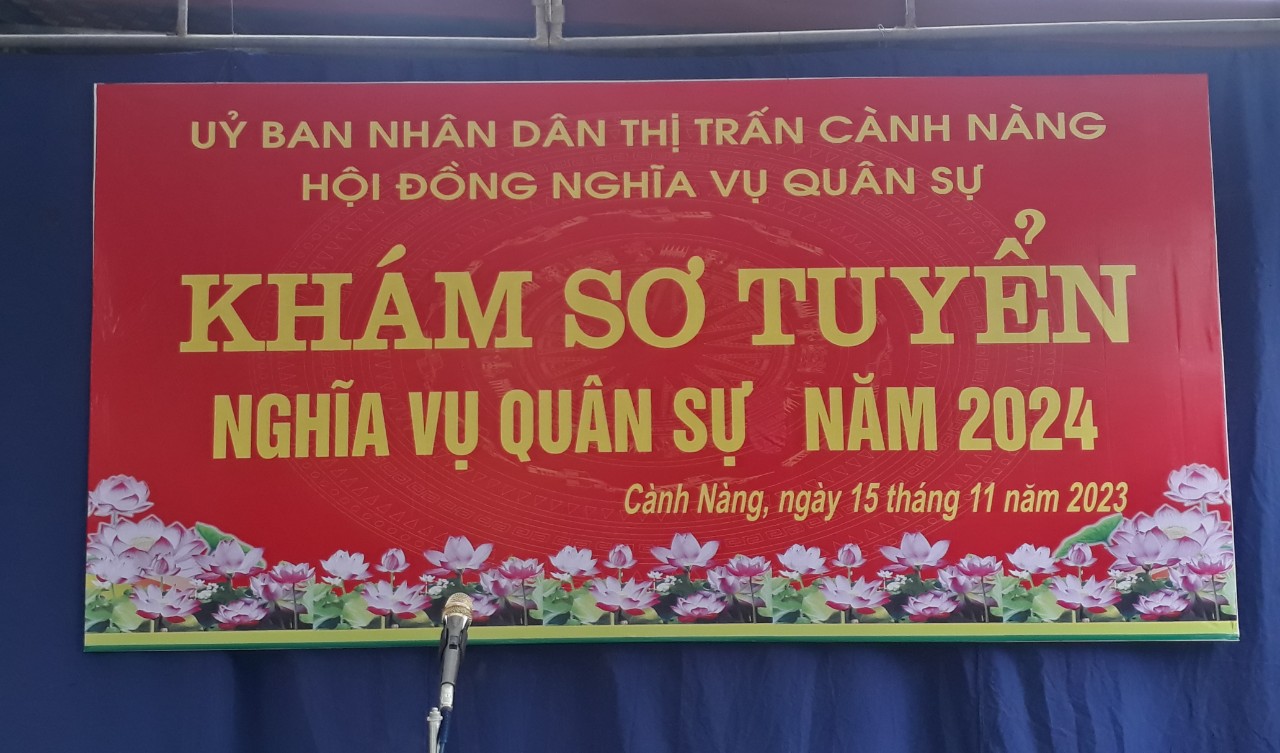 UỶ BAN NHÂN DÂN THỊ TRẤN CÀNH NÀNG
HỘI ĐỒNG NGHĨA VỤ QUÂN SỰ
KHÁM SƠ TUYỂN
NGHĨA VỤ QUÂN SỰ NĂM 2024
Cành Nàng, ngày 15 tháng 11 năm 2023